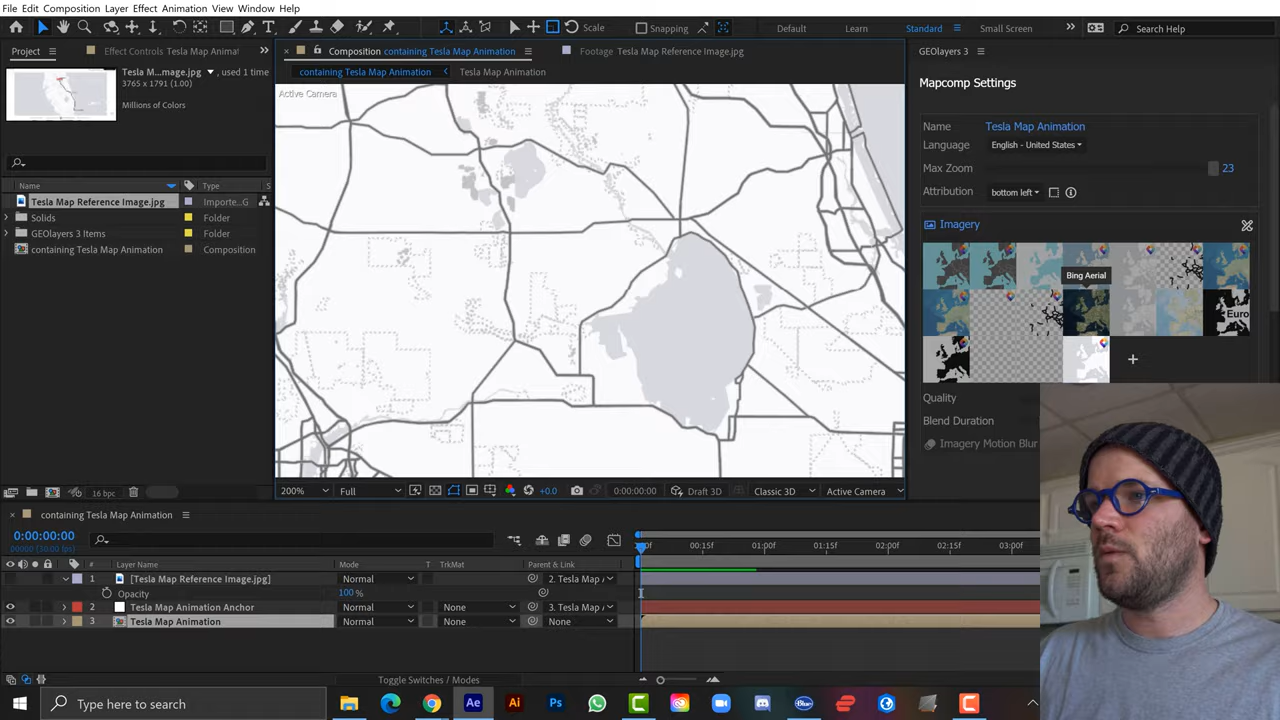 File Edit Composition Layer Effect Animation View Window Help
Scale
Snapping
Default Learn Standard Small Screen
Search Help
Project Effect Controls Tesla Map Animat
Composition containing Tesla Map Animation
Footage Tesla Map Reference Image.jpg
GEOlayers 3
Tesla M...mage.jpg ▼, used 1 time
3765 x 1791 (1.00)
Millions of Colors
containing Tesla Map Animation Tesla Map Animation
Active Camera
Mapcomp Settings
Name Tesla Map Animation
Language English - United States
Max Zoom 23
Attribution bottom left
Imagery
Bing Aerial
Euro
Quality
Blend Duration
Imagery Motion Blur
Name Type
Tesla Map Reference Image.jpg Importe...G
Solids Folder
GEOlayers 3 Items Folder
containing Tesla Map Animation Composition
16 bpc
200% Full +0.0 0:00:00:00 Draft 3D Classic 3D Active Camera
containing Tesla Map Animation
0:00:00:00
00000 (30.00 fps)
00:15f 01:00f 01:15f 02:00f 02:15f 03:00f
# Layer Name Mode T TrkMat Parent & Link
1 [Tesla Map Reference Image.jpg] Normal 2. Tesla Map
Opacity 100%
2 Tesla Map Animation Anchor Normal None 3. Tesla Map
3 Tesla Map Animation Normal None None
Toggle Switches / Modes
Type here to search
Ae Ai Ps Blue